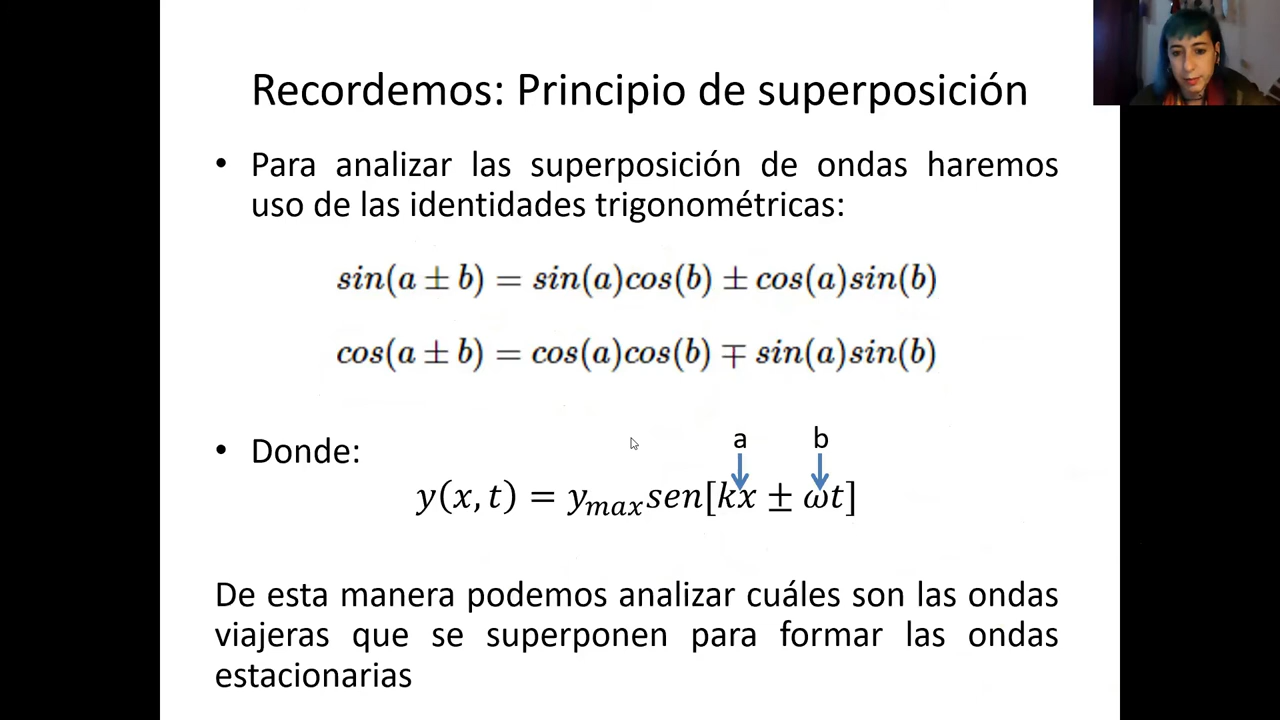 Recordemos: Principio de superposición
• Para analizar las superposición de ondas haremos
uso de las identidades trigonométricas:
sin(a ± b) = sin(a)cos(b) ± cos(a)sin(b)
cos(a ± b) = cos(a)cos(b) ∓ sin(a)sin(b)
• Donde:
a b
y(x, t) = y_{max}sen[kx ± ωt]
De esta manera podemos analizar cuáles son las ondas
viajeras que se superponen para formar las ondas
estacionarias